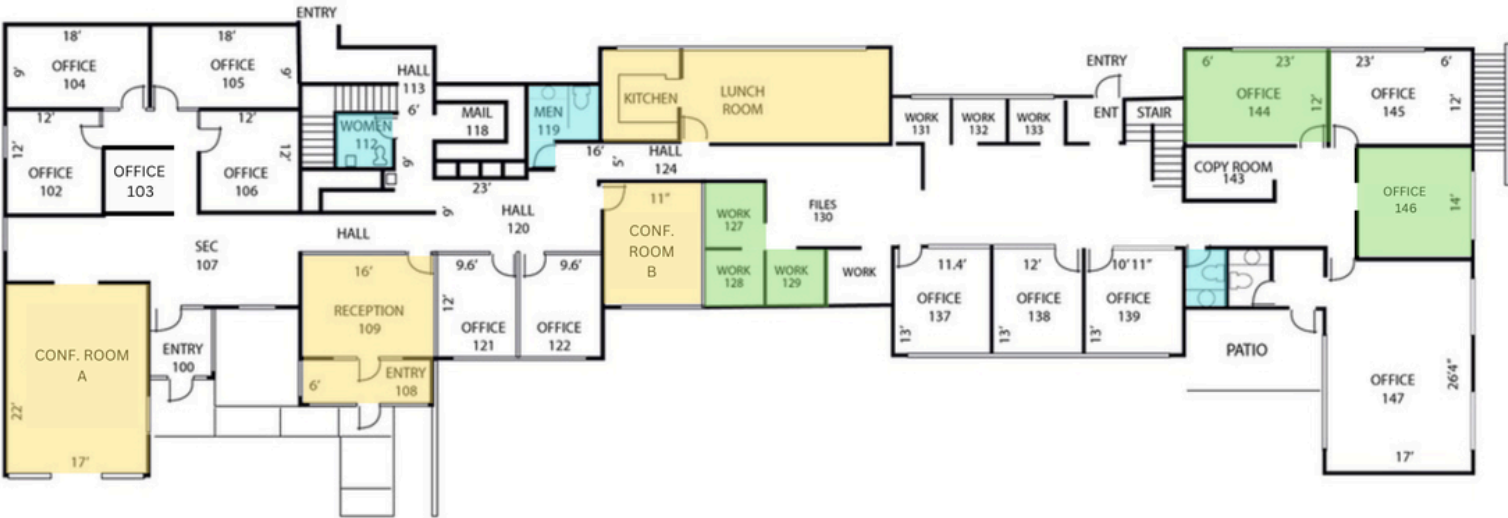 ENTRY
18'
OFFICE
104
9'
18'
OFFICE
105
9'
HALL
113
6'
12'
12'
OFFICE
102
OFFICE
103
12'
12'
OFFICE
106
WOMEN
112
9'
MAIL
118
MEN
119
16'
5'
23'
9'
KITCHEN
LUNCH
ROOM
HALL
124
HALL
120
HALL
SEC
107
CONF. ROOM
A
22'
17'
ENTRY
100
16'
RECEPTION
109
6'
ENTRY
108
9.6'
12'
OFFICE
121
9.6'
OFFICE
122
11"
CONF.
ROOM
B
WORK
127
WORK
128
WORK
129
WORK
FILES
130
WORK
131
WORK
132
WORK
133
ENTRY
ENT
STAIR
6'
23'
OFFICE
144
12'
23'
6'
OFFICE
145
12'
COPY ROOM
143
OFFICE
146
14'
11.4'
OFFICE
137
13'
12'
OFFICE
138
13'
10'11"
OFFICE
139
13'
PATIO
OFFICE
147
26'4"
17'